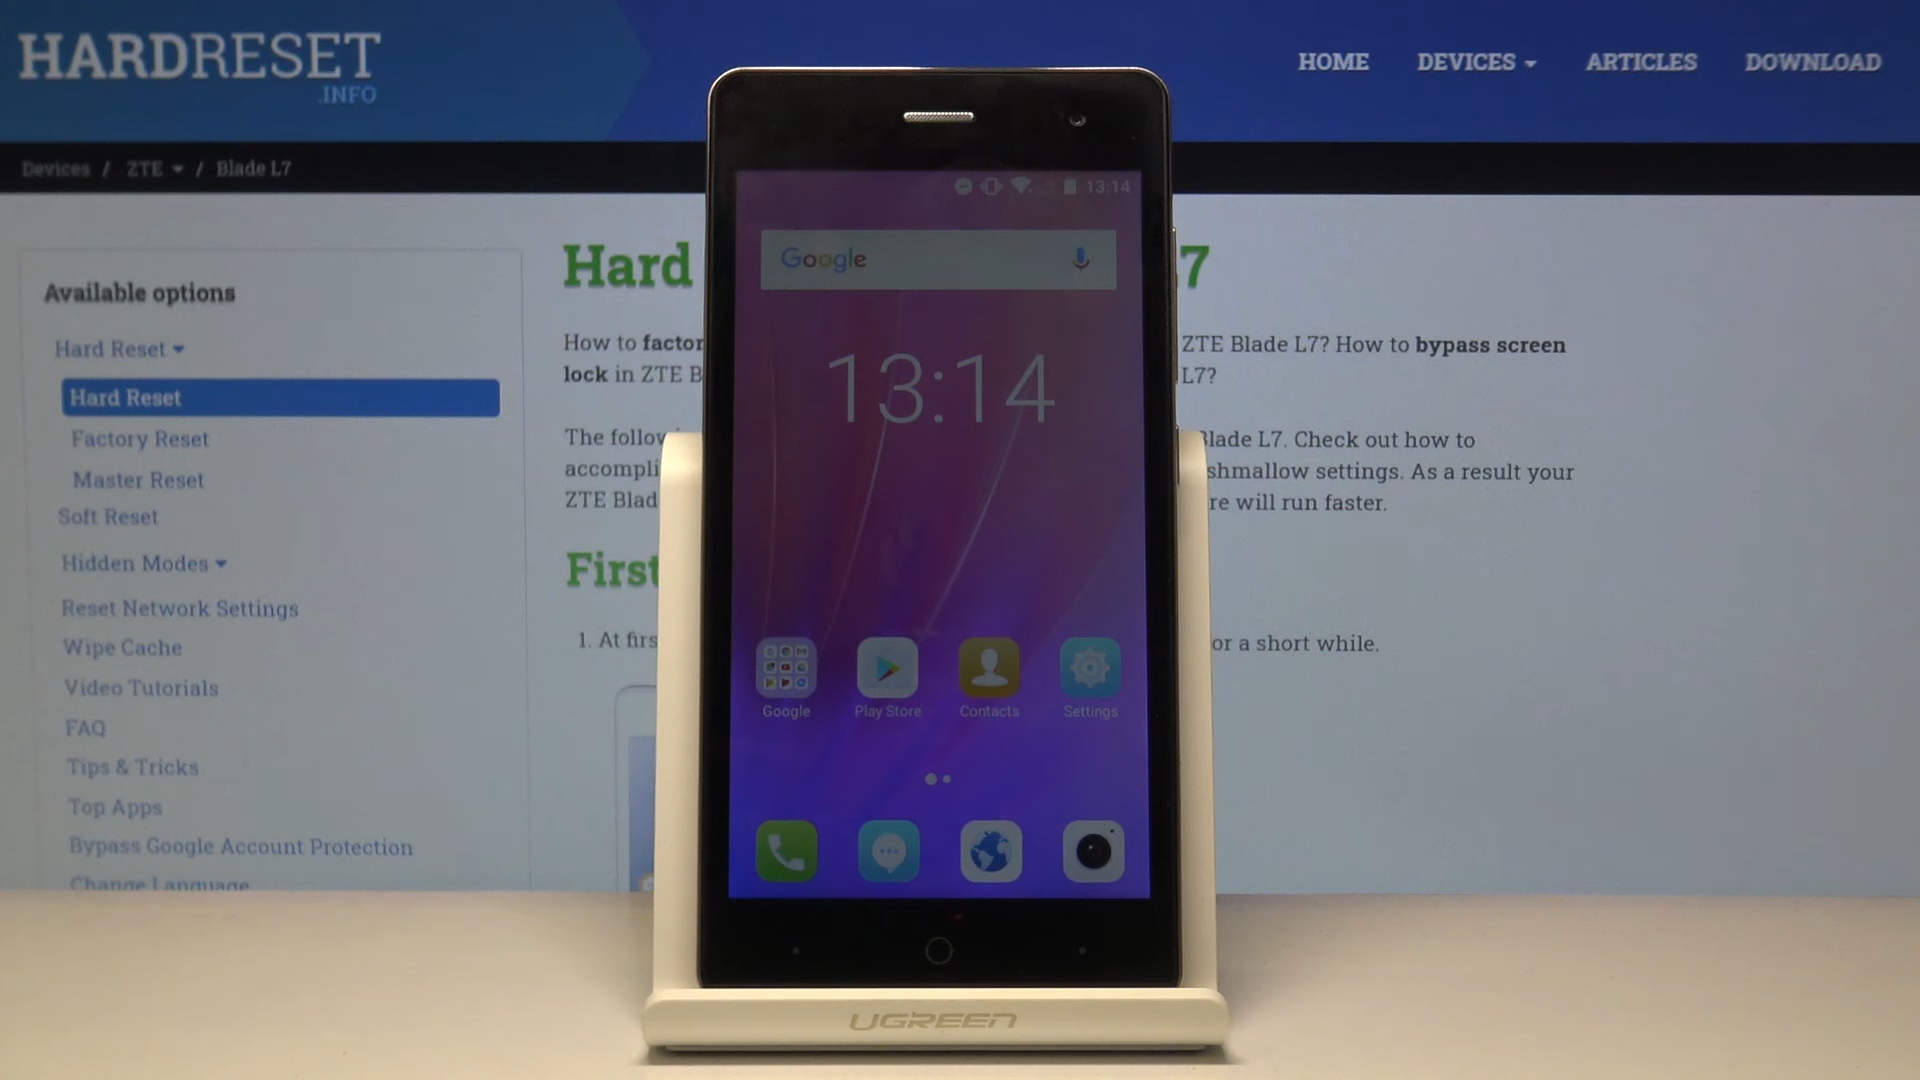 HARDRESET
.INFO
HOME DEVICES ARTICLES DOWNLOAD
Devices / ZTE / Blade L7
Available options
Hard Reset
Hard Reset
Factory Reset
Master Reset
Soft Reset
Hidden Modes
Reset Network Settings
Wipe Cache
Video Tutorials
FAQ
Tips & Tricks
Top Apps
Bypass Google Account Protection
Change Language
Hard 7
How to factor ZTE Blade L7? How to bypass screen
lock in ZTE B L7?
The follow Blade L7. Check out how to
accompli shmallow settings. As a result your
ZTE Blad re will run faster.
First
1. At firs or a short while.
13:14
Google
13:14
Google Play Store Contacts Settings
UGREEN